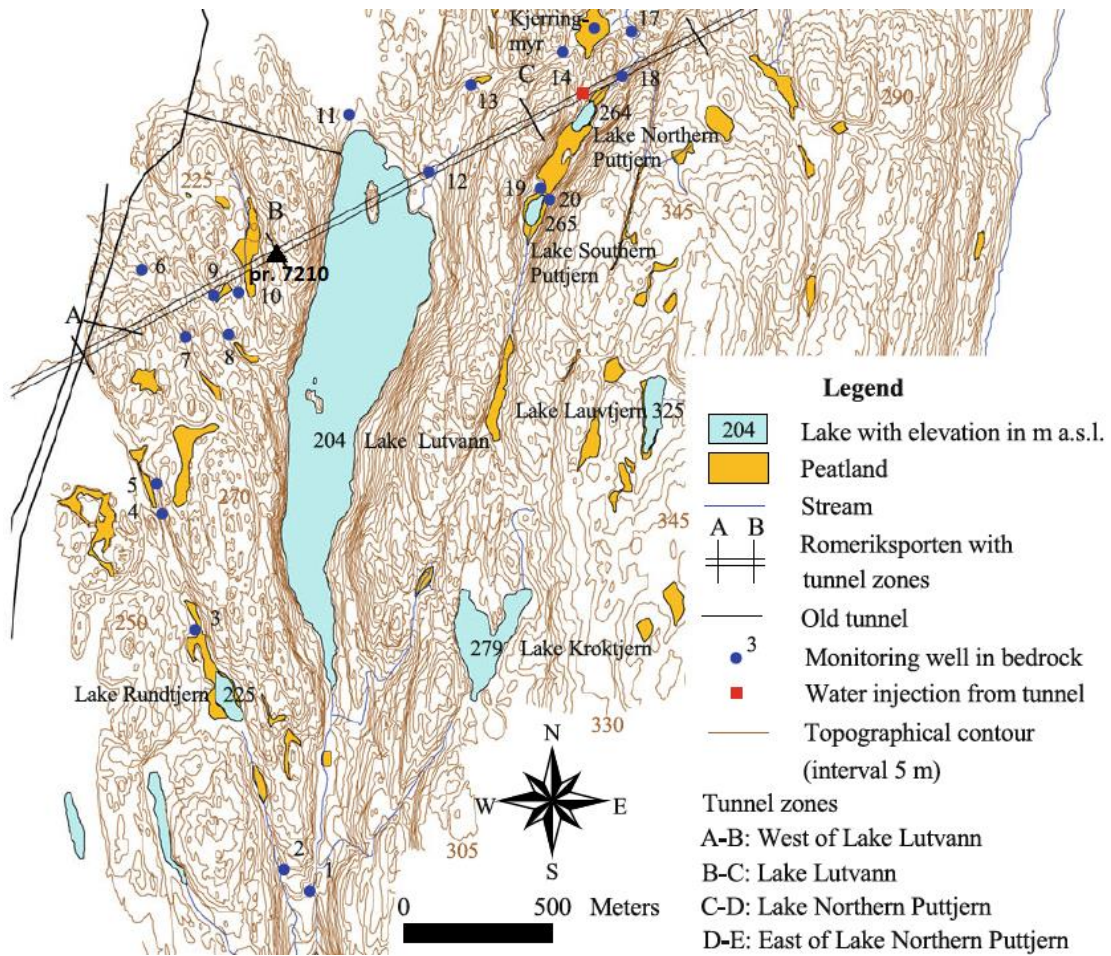 Kjerring-
myr
17
14
18
C
13
264
290
11
Lake Northern
Puttjern
12
225
19
20
345
B
265
Lake Southern
Puttjern
6
pr. 7210
9
10
A
7
8
Legend
204 Lake Lutvann
Lake Lauvtjern 325
204 Lake with elevation in m a.s.l.
Peatland
5
270
4
Stream
345
A B
Romeriksporten with
tunnel zones
Old tunnel
250
3
279 Lake Kroktjern
3 Monitoring well in bedrock
Lake Rundtjern 225
Water injection from tunnel
330
Topographical contour
(interval 5 m)
N
W E
S
Tunnel zones
305
A-B: West of Lake Lutvann
2
1
B-C: Lake Lutvann
0 500 Meters
C-D: Lake Northern Puttjern
D-E: East of Lake Northern Puttjern